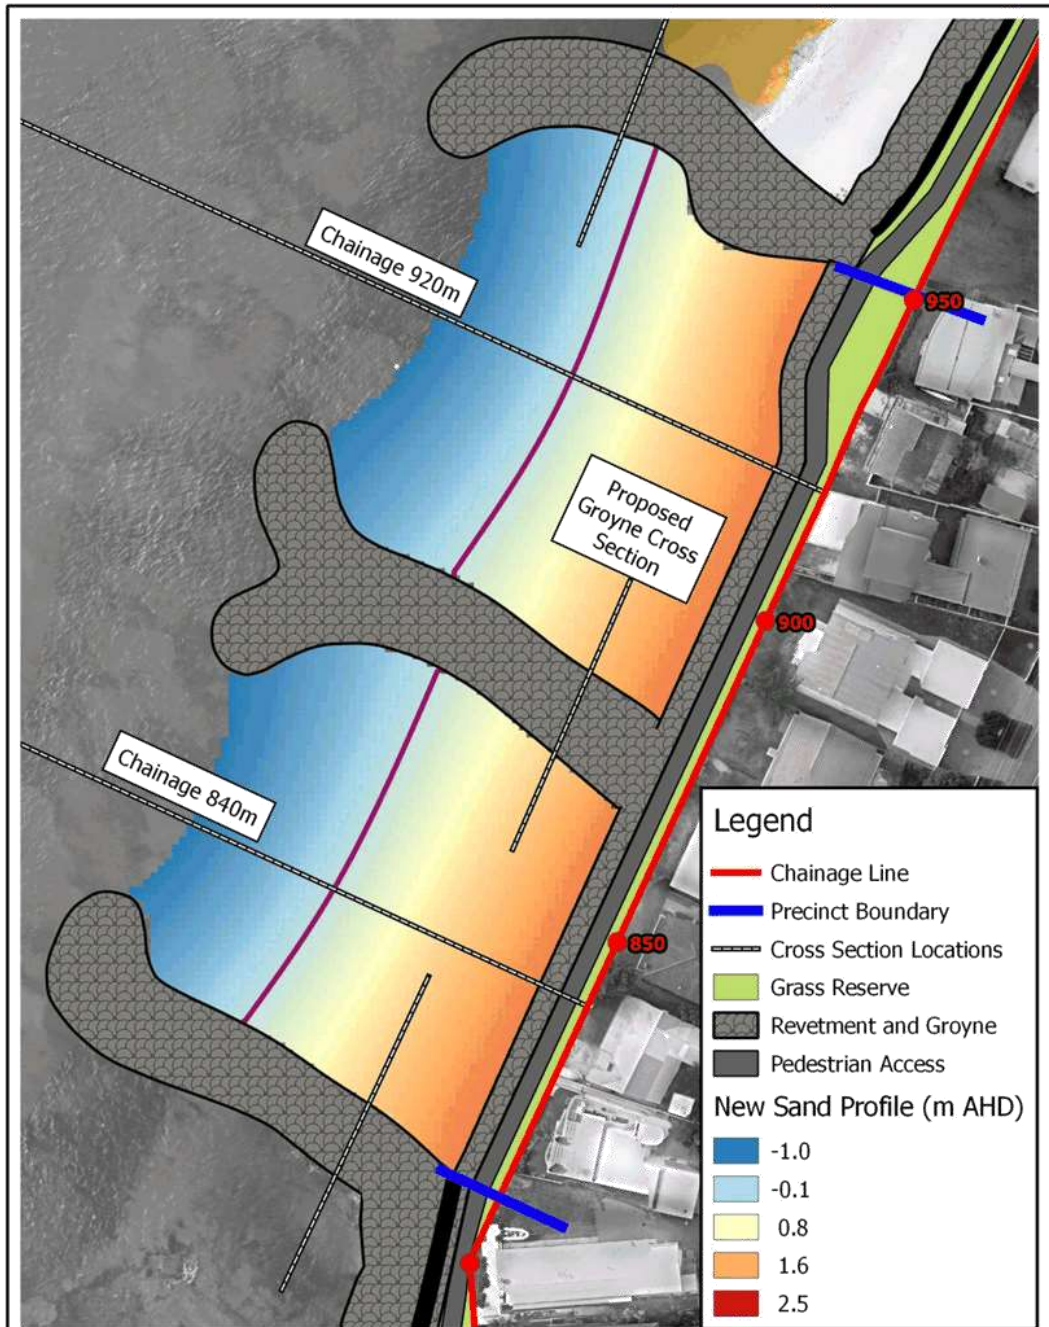 Chainage 920m
950
Proposed
Groyne Cross
Section
900
Chainage 840m
850
Legend
Chainage Line
Precinct Boundary
Cross Section Locations
Grass Reserve
Revetment and Groyne
Pedestrian Access
New Sand Profile (m AHD)
-1.0
-0.1
0.8
1.6
2.5